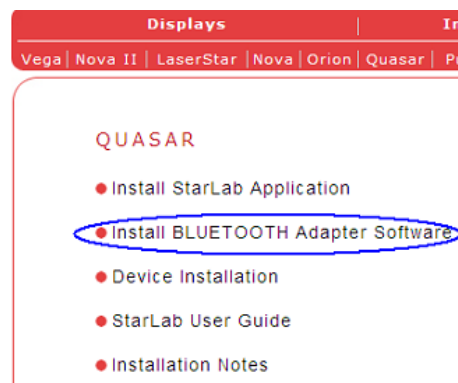 Displays | In
Vega | Nova II | LaserStar | Nova | Orion | Quasar | P
QUASAR
Install StarLab Application
Install BLUETOOTH Adapter Software
Device Installation
StarLab User Guide
Installation Notes